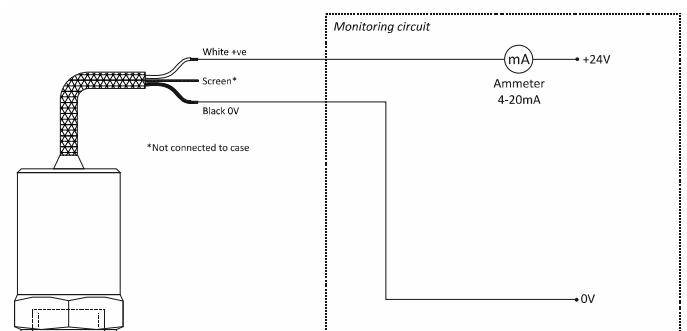 Monitoring circuit
White +ve
mA
+24V
Screen*
Ammeter
4-20mA
Black 0V
*Not connected to case
0V